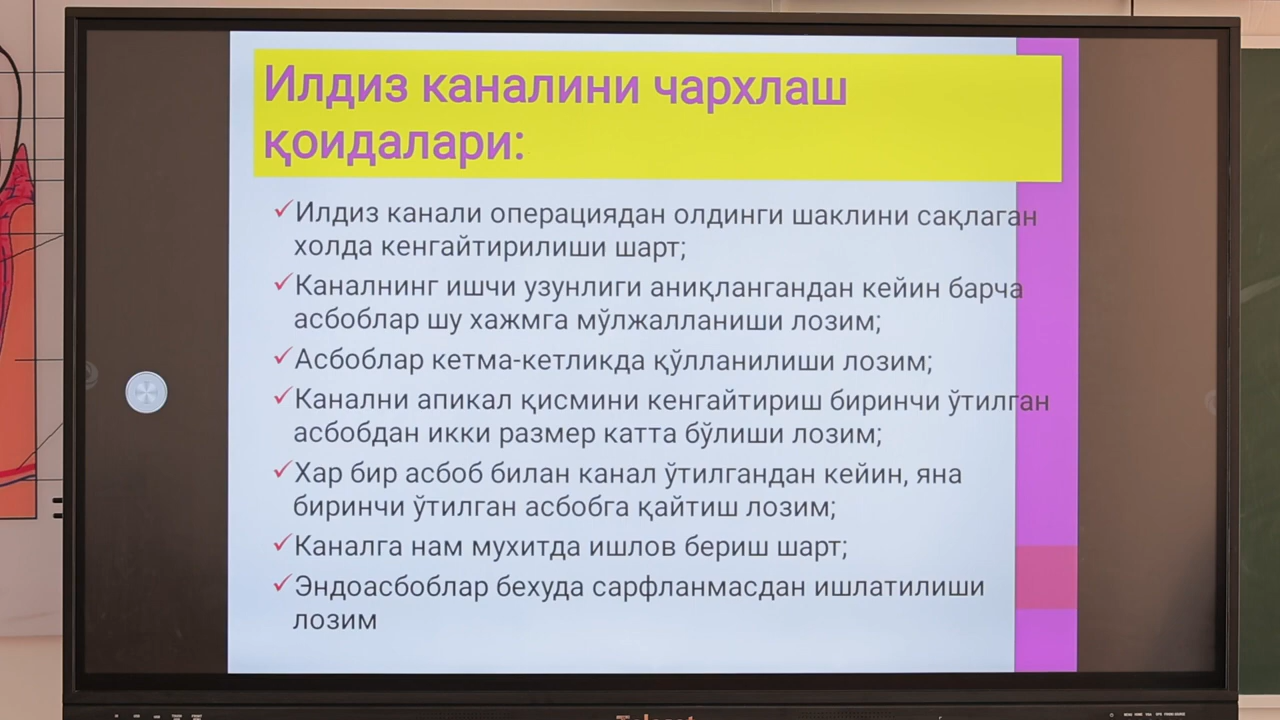 Илдиз каналини чархлаш
қоидалари:
Илдиз канали операциядан олдинги шаклини сақлаган
холда кенгайтирилиши шарт;
Каналнинг ишчи узунлиги аниқлангандан кейин барча
асбоблар шу хажмга мўлжалланиши лозим;
Асбоблар кетма-кетликда қўлланилиши лозим;
Канални апикал қисмини кенгайтириш биринчи ўтилган
асбобдан икки размер катта бўлиши лозим;
Хар бир асбоб билан канал ўтилгандан кейин, яна
биринчи ўтилган асбобга қайтиш лозим;
Каналга нам мухитда ишлов бериш шарт;
Эндоасбоблар бехуда сарфланмасдан ишлатилиши
лозим